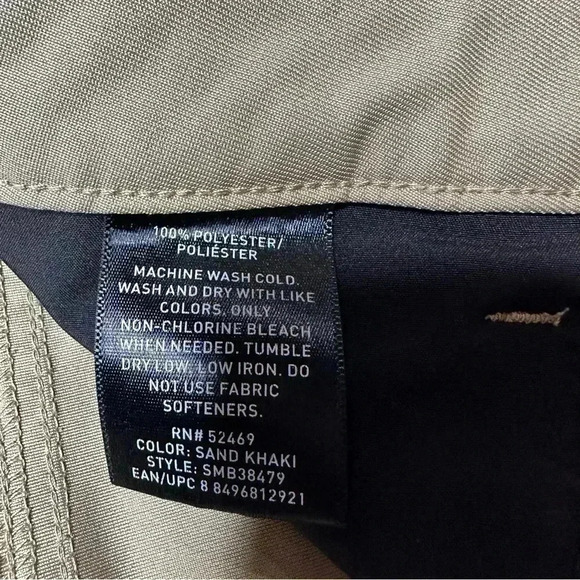 100% POLYESTER/
POLIÉSTER
MACHINE WASH COLD.
WASH AND DRY WITH LIKE
COLORS. ONLY
NON-CHLORINE BLEACH
WHEN NEEDED. TUMBLE
DRY LOW. LOW IRON. DO
NOT USE FABRIC
SOFTENERS.
RN# 52469
COLOR: SAND KHAKI
STYLE: SMB38479
EAN/UPC 8 8496812921